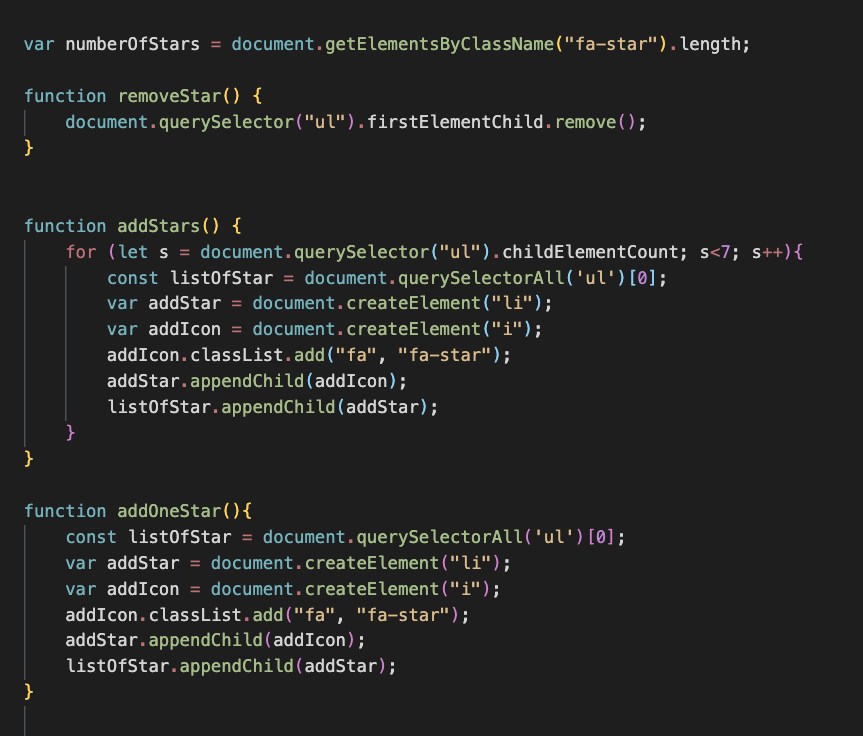 var numberOfStars = document.getElementsByClassName("fa-star").length;
function removeStar() {
document.querySelector("ul").firstElementChild.remove();
}
function addStars() {
for (let s = document.querySelector("ul").childElementCount; s<7; s++){
const listOfStar = document.querySelectorAll('ul')[0];
var addStar = document.createElement("li");
var addIcon = document.createElement("i");
addIcon.classList.add("fa", "fa-star");
addStar.appendChild(addIcon);
listOfStar.appendChild(addStar);
}
}
function addOneStar(){
const listOfStar = document.querySelectorAll('ul')[0];
var addStar = document.createElement("li");
var addIcon = document.createElement("i");
addIcon.classList.add("fa", "fa-star");
addStar.appendChild(addIcon);
listOfStar.appendChild(addStar);
}